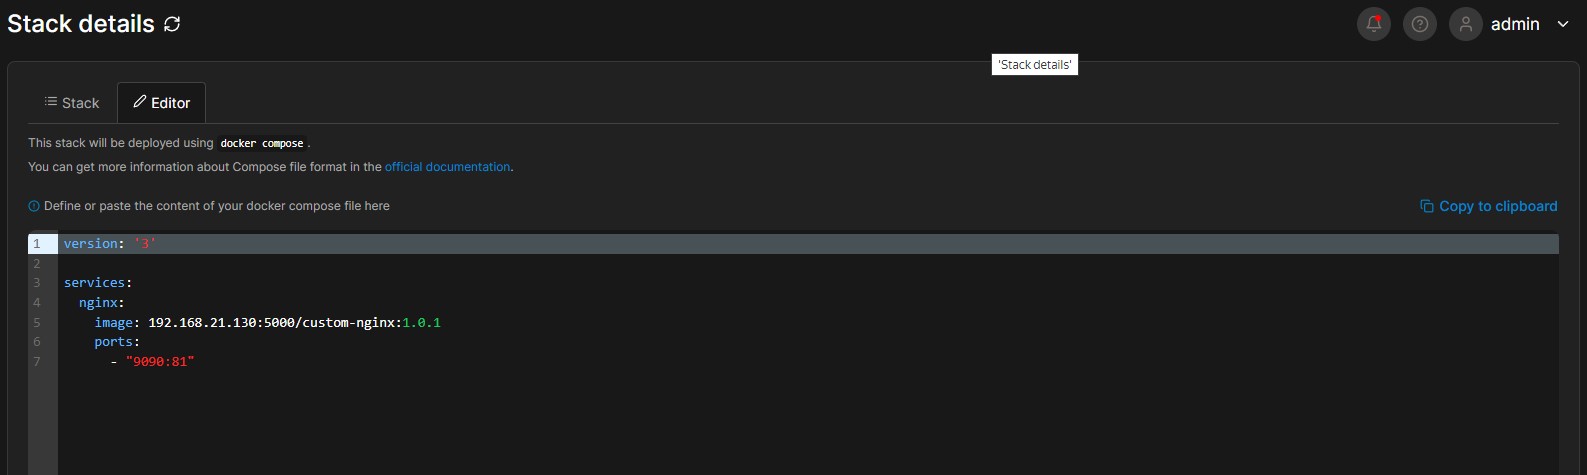 Stack details
admin
'Stack details'
Stack
Editor
This stack will be deployed using docker compose .
You can get more information about Compose file format in the official documentation.
Define or paste the content of your docker compose file here
Copy to clipboard
1 version: '3'
2
3 services:
4   nginx:
5     image: 192.168.21.130:5000/custom-nginx:1.0.1
6     ports:
7       - "9090:81"